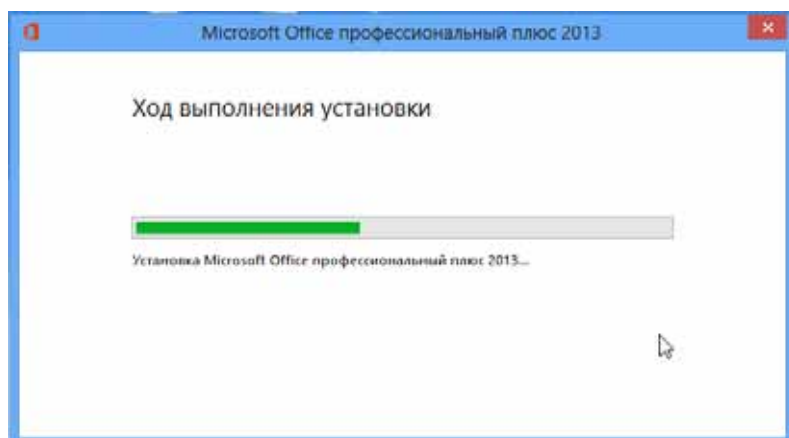 Microsoft Office профессиональный плюс 2013
Ход выполнения установки
Установка Microsoft Office профессиональный плюс 2013...